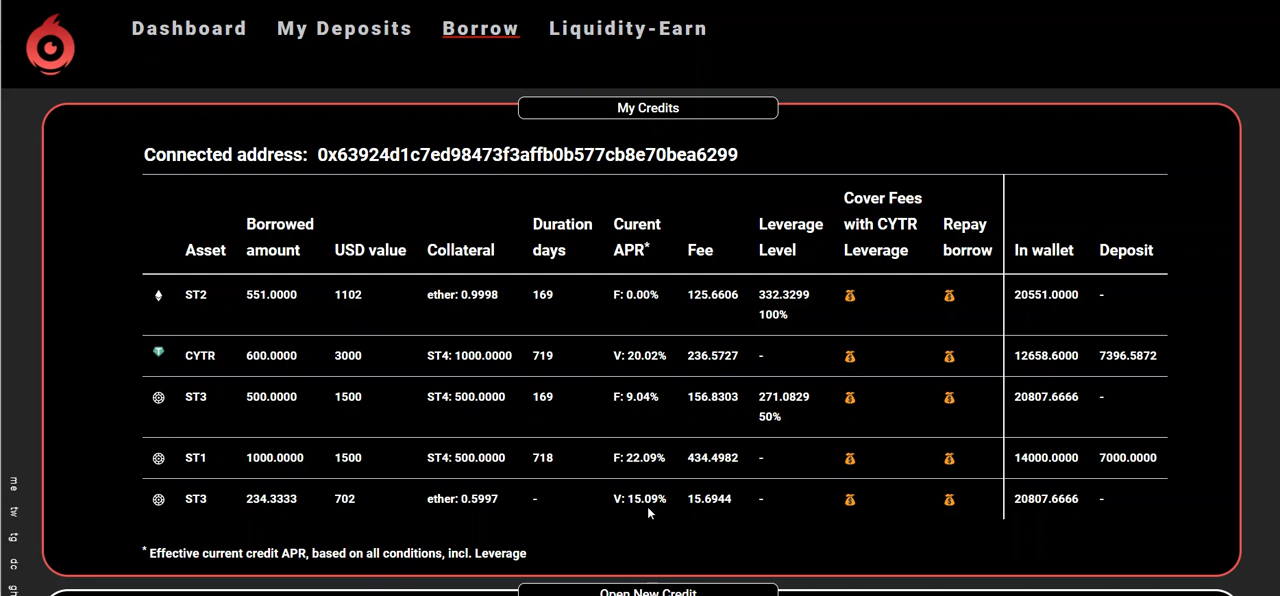 Dashboard My Deposits Borrow Liquidity-Earn
My Credits
Connected address: 0x63924d1c7ed98473f3affb0b577cb8e70bea6299
Cover Fees
Borrowed Duration Curent Leverage with CYTR Repay
Asset amount USD value Collateral days APR* Fee Level Leverage borrow In wallet Deposit
ST2 551.0000 1102 ether: 0.9998 169 F: 0.00% 125.6606 332.3299 20551.0000 -
100%
CYTR 600.0000 3000 ST4: 1000.0000 719 V: 20.02% 236.5727 - 12658.6000 7396.5872
ST3 500.0000 1500 ST4: 500.0000 169 F: 9.04% 156.8303 271.0829 20807.6666 -
50%
ST1 1000.0000 1500 ST4: 500.0000 718 F: 22.09% 434.4982 - 14000.0000 7000.0000
ST3 234.3333 702 ether: 0.5997 - V: 15.09% 15.6944 - 20807.6666 -
* Effective current credit APR, based on all conditions, incl. Leverage
Open New Credit
me
tw
tg
dc
gh